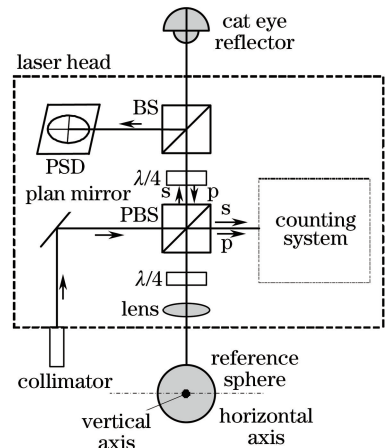 cat eye
reflector
laser head
BS
PSD
λ/4
s p
plan mirror
PBS
s
p
counting
system
λ/4
lens
collimator
reference
sphere
vertical
axis
horizontal
axis